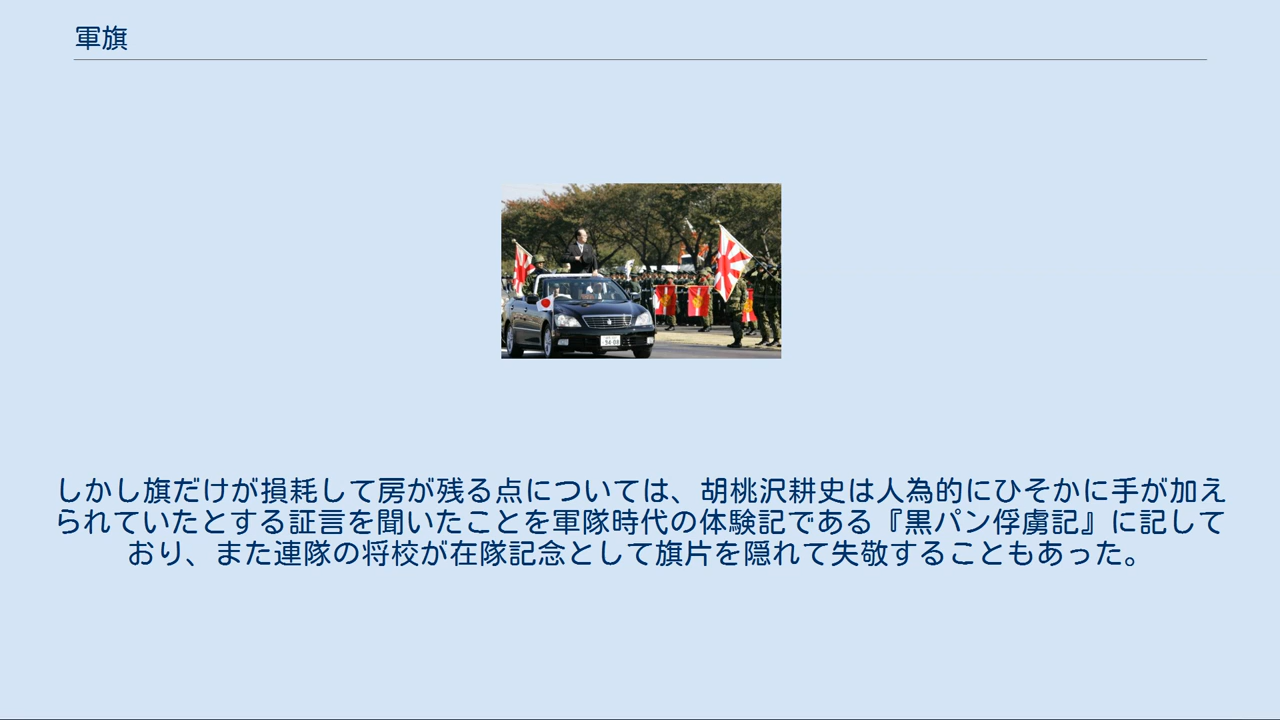 軍旗
しかし旗だけが損耗して房が残る点については、胡桃沢耕史は人為的にひそかに手が加え
られていたとする証言を聞いたことを軍隊時代の体験記である『黒パン俘虜記』に記して
おり、また連隊の将校が在隊記念として旗片を隠れて失敬することもあった。